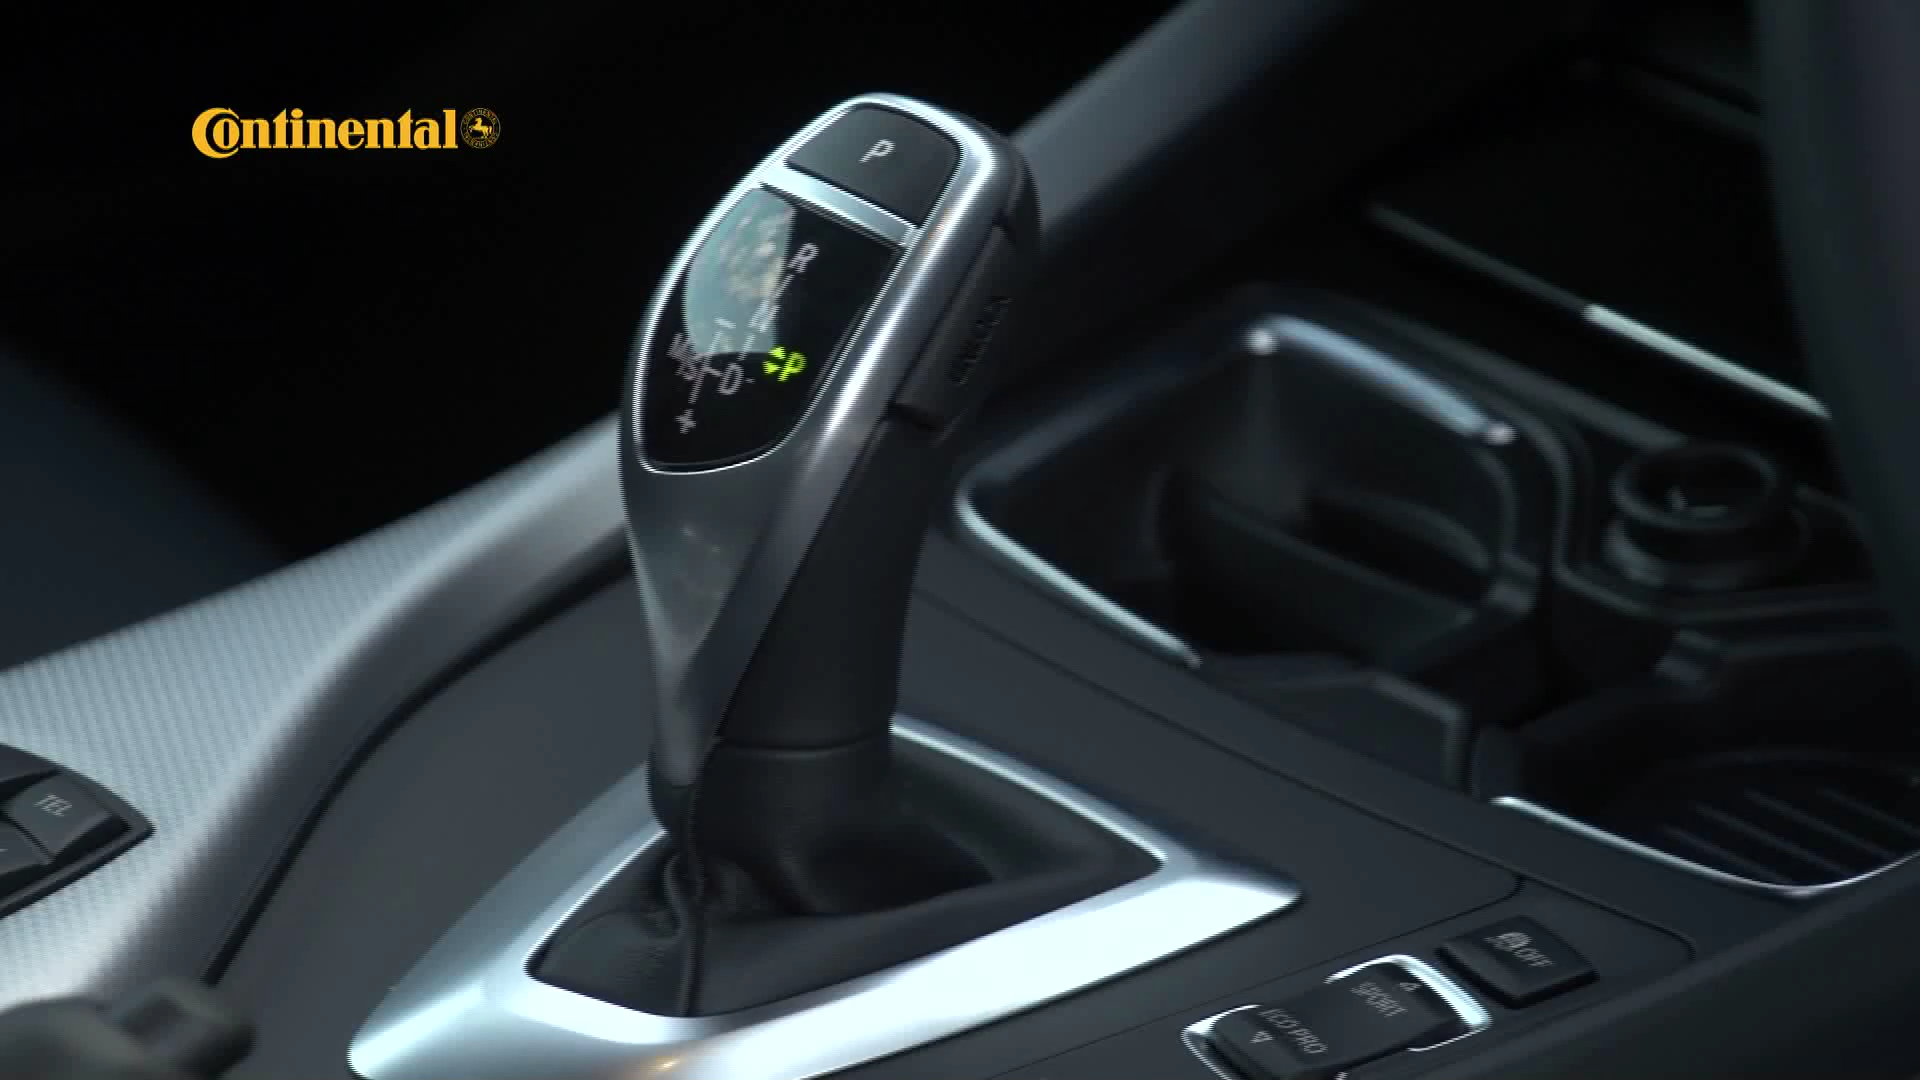 Continental
P
R
N
M/S
D
P
+
TEL
OFF
SPORT
ECO PRO